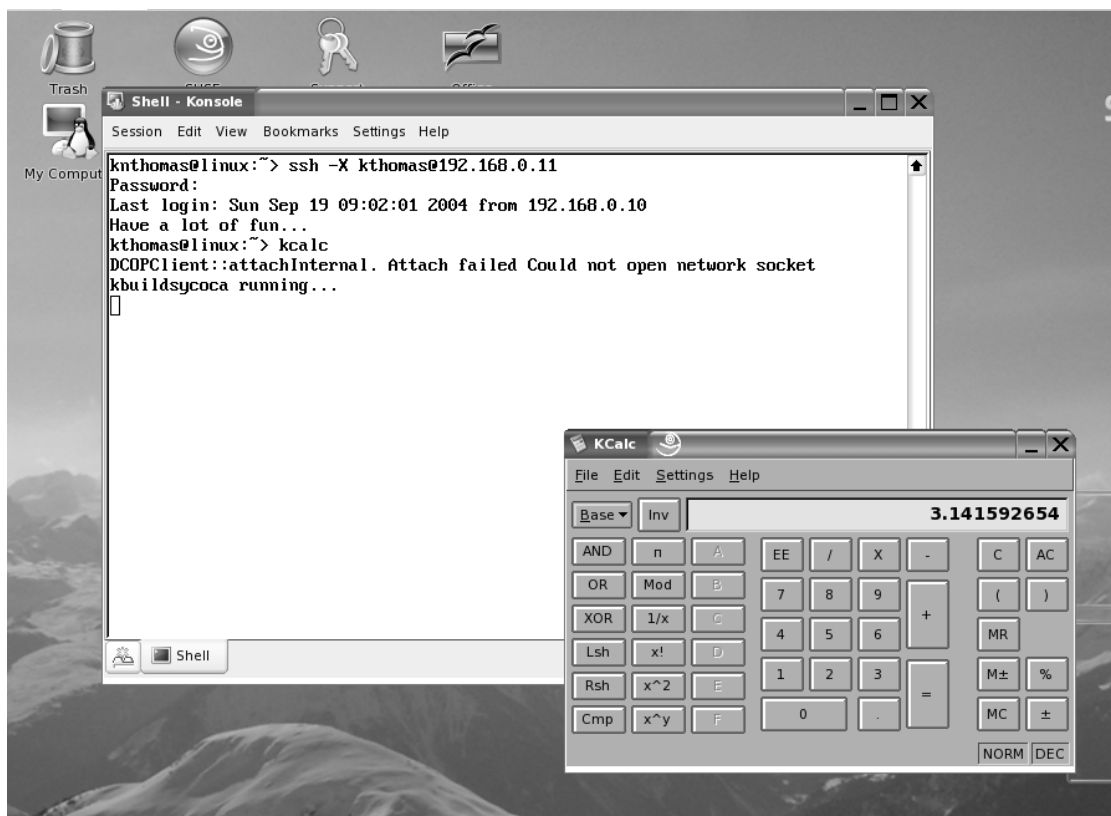 Trash
My Comput
Shell - Konsole
Session Edit View Bookmarks Settings Help
knthomas@linux:~> ssh -X kthomas@192.168.0.11
Password:
Last login: Sun Sep 19 09:02:01 2004 from 192.168.0.10
Have a lot of fun...
kthomas@linux:~> kcalc
DCOPClient::attachInternal. Attach failed Could not open network socket
kbuildsycoca running...
Shell
KCalc
File Edit Settings Help
Base Inv 3.141592654
AND π A EE / X - C AC
OR Mod B 7 8 9 + ( )
XOR 1/x C 4 5 6 MR
Lsh x! D 1 2 3 = M± %
Rsh x^2 E
Cmp x^y F 0 . MC ±
NORM DEC